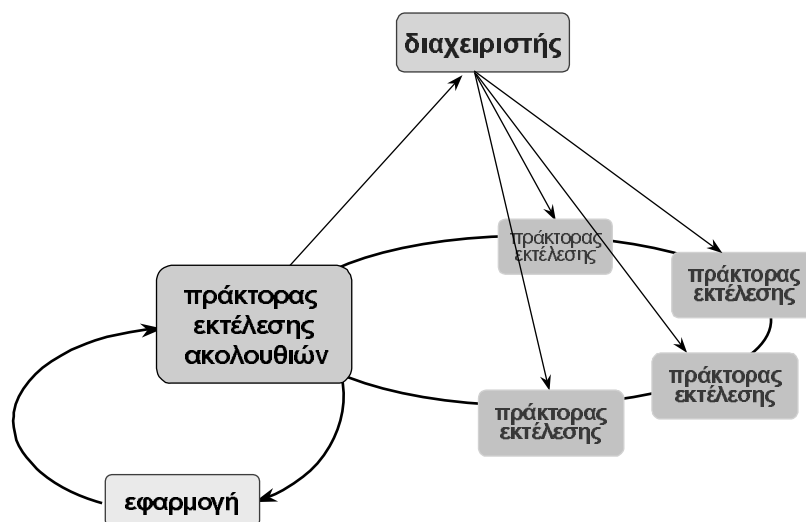 διαχειριστής
πράκτορας
εκτέλεσης
πράκτορας
εκτέλεσης
πράκτορας
εκτέλεσης
ακολουθιών
πράκτορας
εκτέλεσης
πράκτορας
εκτέλεσης
εφαρμογή